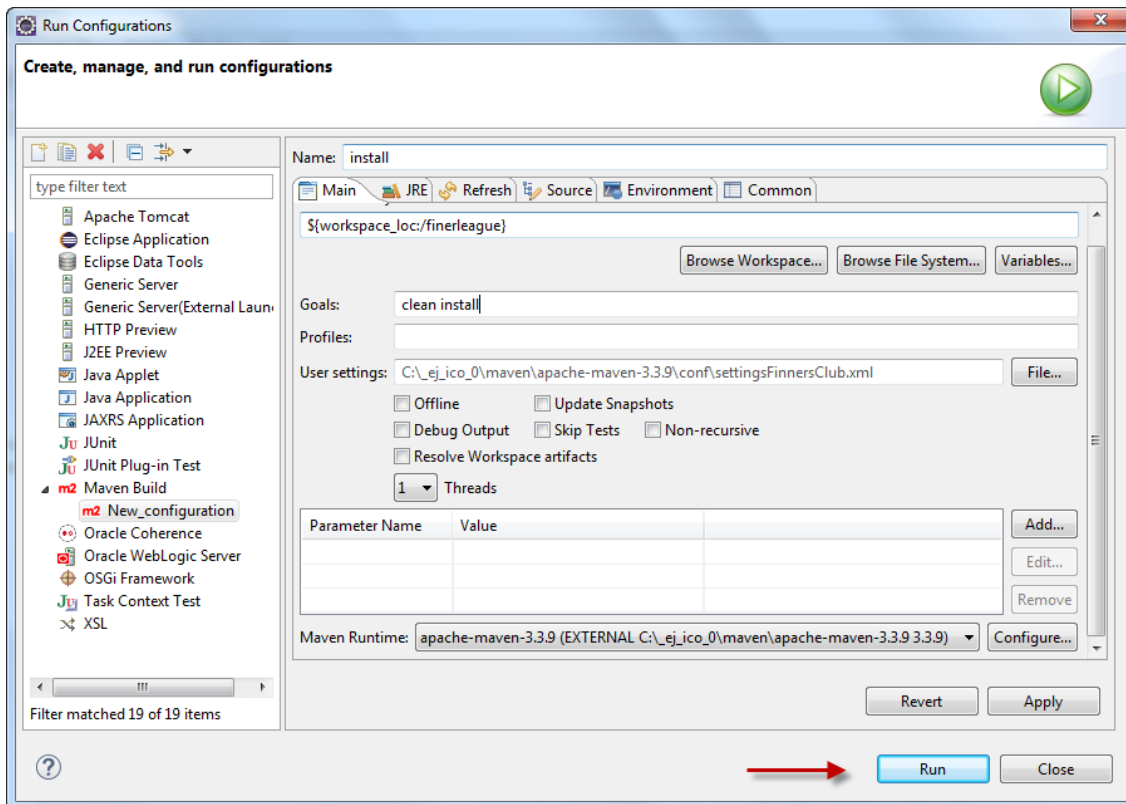 Run Configurations
Create, manage, and run configurations
type filter text
Apache Tomcat
Eclipse Application
Eclipse Data Tools
Generic Server
Generic Server(External Laun
HTTP Preview
J2EE Preview
Java Applet
Java Application
JAXRS Application
JUnit
JUnit Plug-in Test
m2 Maven Build
m2 New_configuration
Oracle Coherence
Oracle WebLogic Server
OSGi Framework
Task Context Test
XSL
Filter matched 19 of 19 items
Name: install
Main JRE Refresh Source Environment Common
${workspace_loc:/finerleague}
Browse Workspace... Browse File System... Variables...
Goals: clean install
Profiles:
User settings: C:\_ej_ico_0\maven\apache-maven-3.3.9\conf\settingsFinnersClub.xml File...
Offline Update Snapshots
Debug Output Skip Tests Non-recursive
Resolve Workspace artifacts
1 Threads
Parameter Name Value Add...
Edit...
Remove
Maven Runtime: apache-maven-3.3.9 (EXTERNAL C:\_ej_ico_0\maven\apache-maven-3.3.9 3.3.9) Configure...
Revert Apply
? Run Close